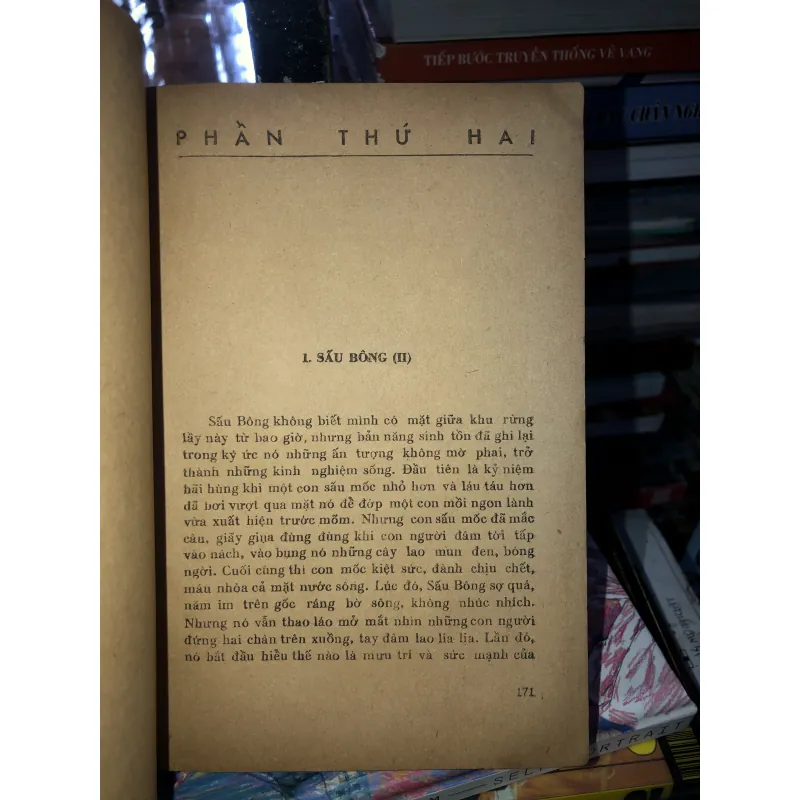 TIẾP BƯỚC TRUYỀN THỐNG VẺ VANG
PHẦN THỨ HAI
1. SẤU BÔNG (II)
Sấu Bông không biết mình có mặt giữa khu rừng
lầy này từ bao giờ, nhưng bản năng sinh tồn đã ghi lại
trong ký ức nó những ấn tượng không mờ phai, trở
thành những kinh nghiệm sống. Đầu tiên là kỷ niệm
hãi hùng khi một con sấu mốc nhỏ hơn và láu táu hơn
đã bơi vượt qua mặt nó để đớp một con mồi ngon lành
vừa xuất hiện trước mõm. Nhưng con sấu mốc đã mắc
câu, giãy giụa đùng đùng khi con người đâm tới tấp
vào nách, vào bụng nó những cây lao mun đen, bóng
ngời. Cuối cùng thì con mốc kiệt sức, đành chịu chết,
máu nhòa cả mặt nước sông. Lúc đó, Sấu Bông sợ quá,
nằm im trên gốc ráng bờ sông, không nhúc nhích.
Nhưng nó vẫn thao láo mở mắt nhìn những con người
đứng hai chân trên xuồng, tay đâm lao lia lia. Lần đó,
nó bắt đầu hiểu thế nào là mưu trí và sức mạnh của
171